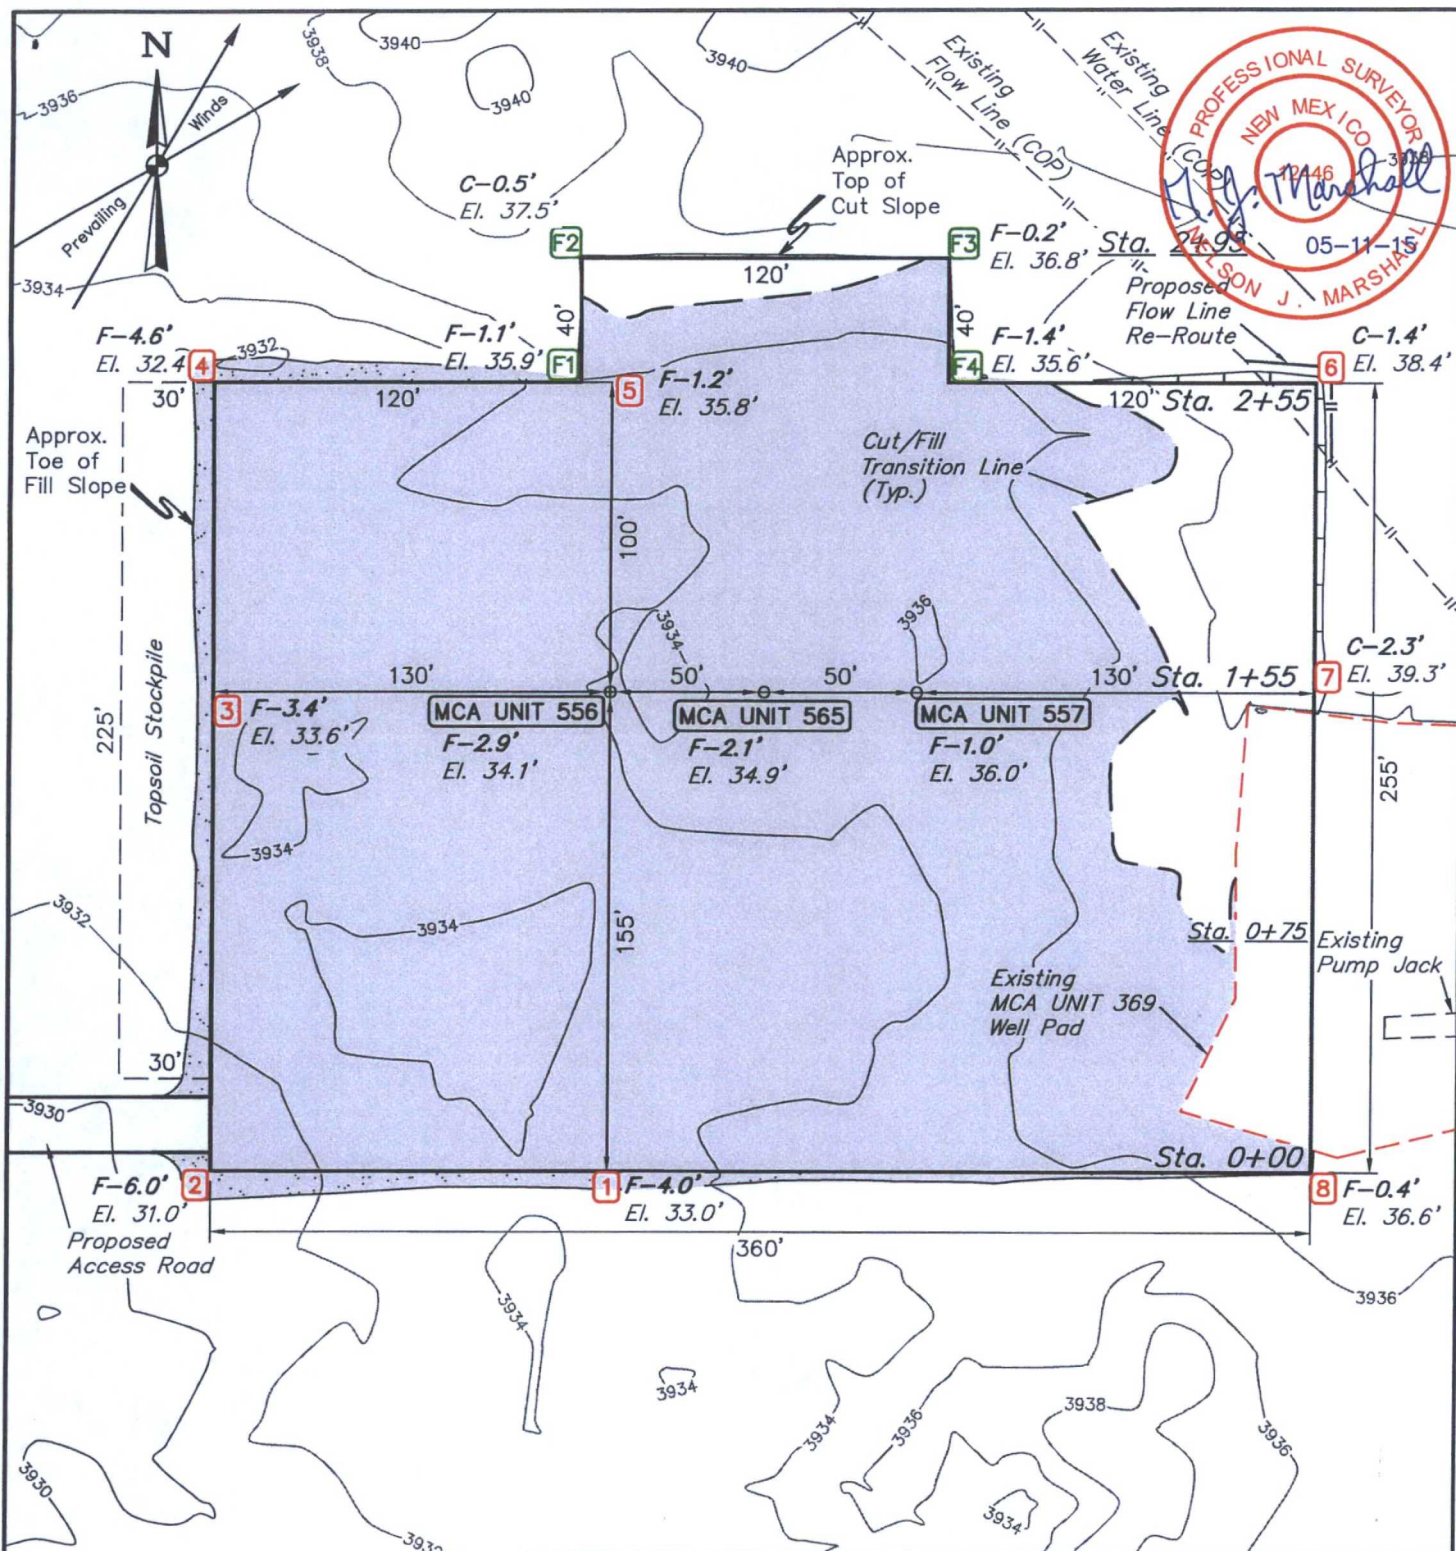 N
Prevailing
Winds
3936
3938
3940
3940
3940
3934
C-0.5'
El. 37.5'
Approx.
Top of
Cut Slope
Existing
Flow Line (COP)
Existing
Water Line (COP)
PROFESSIONAL SURVEYOR
NEW MEXICO
12446
N. J. Marshall
05-11-15
NELSON J. MARSHALL
3938
F2
F3
F-0.2'
El. 36.8'
Sta. 2+95
120'
40'
40'
Proposed
Flow Line
Re-Route
F-4.6'
El. 32.4
3932
F-1.1'
El. 35.9'
F1
F4
F-1.4'
El. 35.6'
C-1.4'
El. 38.4'
4
5
6
30'
120'
F-1.2'
El. 35.8'
120'
Sta. 2+55
Approx.
Toe of
Fill Slope
Cut/Fill
Transition Line
(Typ.)
100'
3934
3936
130'
50'
50'
130'
Sta. 1+55
C-2.3'
El. 39.3'
3
7
F-3.4'
El. 33.6'
MCA UNIT 556
F-2.9'
El. 34.1'
MCA UNIT 565
F-2.1'
El. 34.9'
MCA UNIT 557
F-1.0'
El. 36.0'
225'
Topsoil Stockpile
255'
3934
3932
3934
155'
Sta. 0+75
Existing
Pump Jack
Existing
MCA UNIT 369
Well Pad
30'
3930
Sta. 0+00
2
F-6.0'
El. 31.0'
1
F-4.0'
El. 33.0'
8
F-0.4'
El. 36.6'
Proposed
Access Road
360'
3936
3934
3934
3934
3936
3938
3936
3930
3934
3932